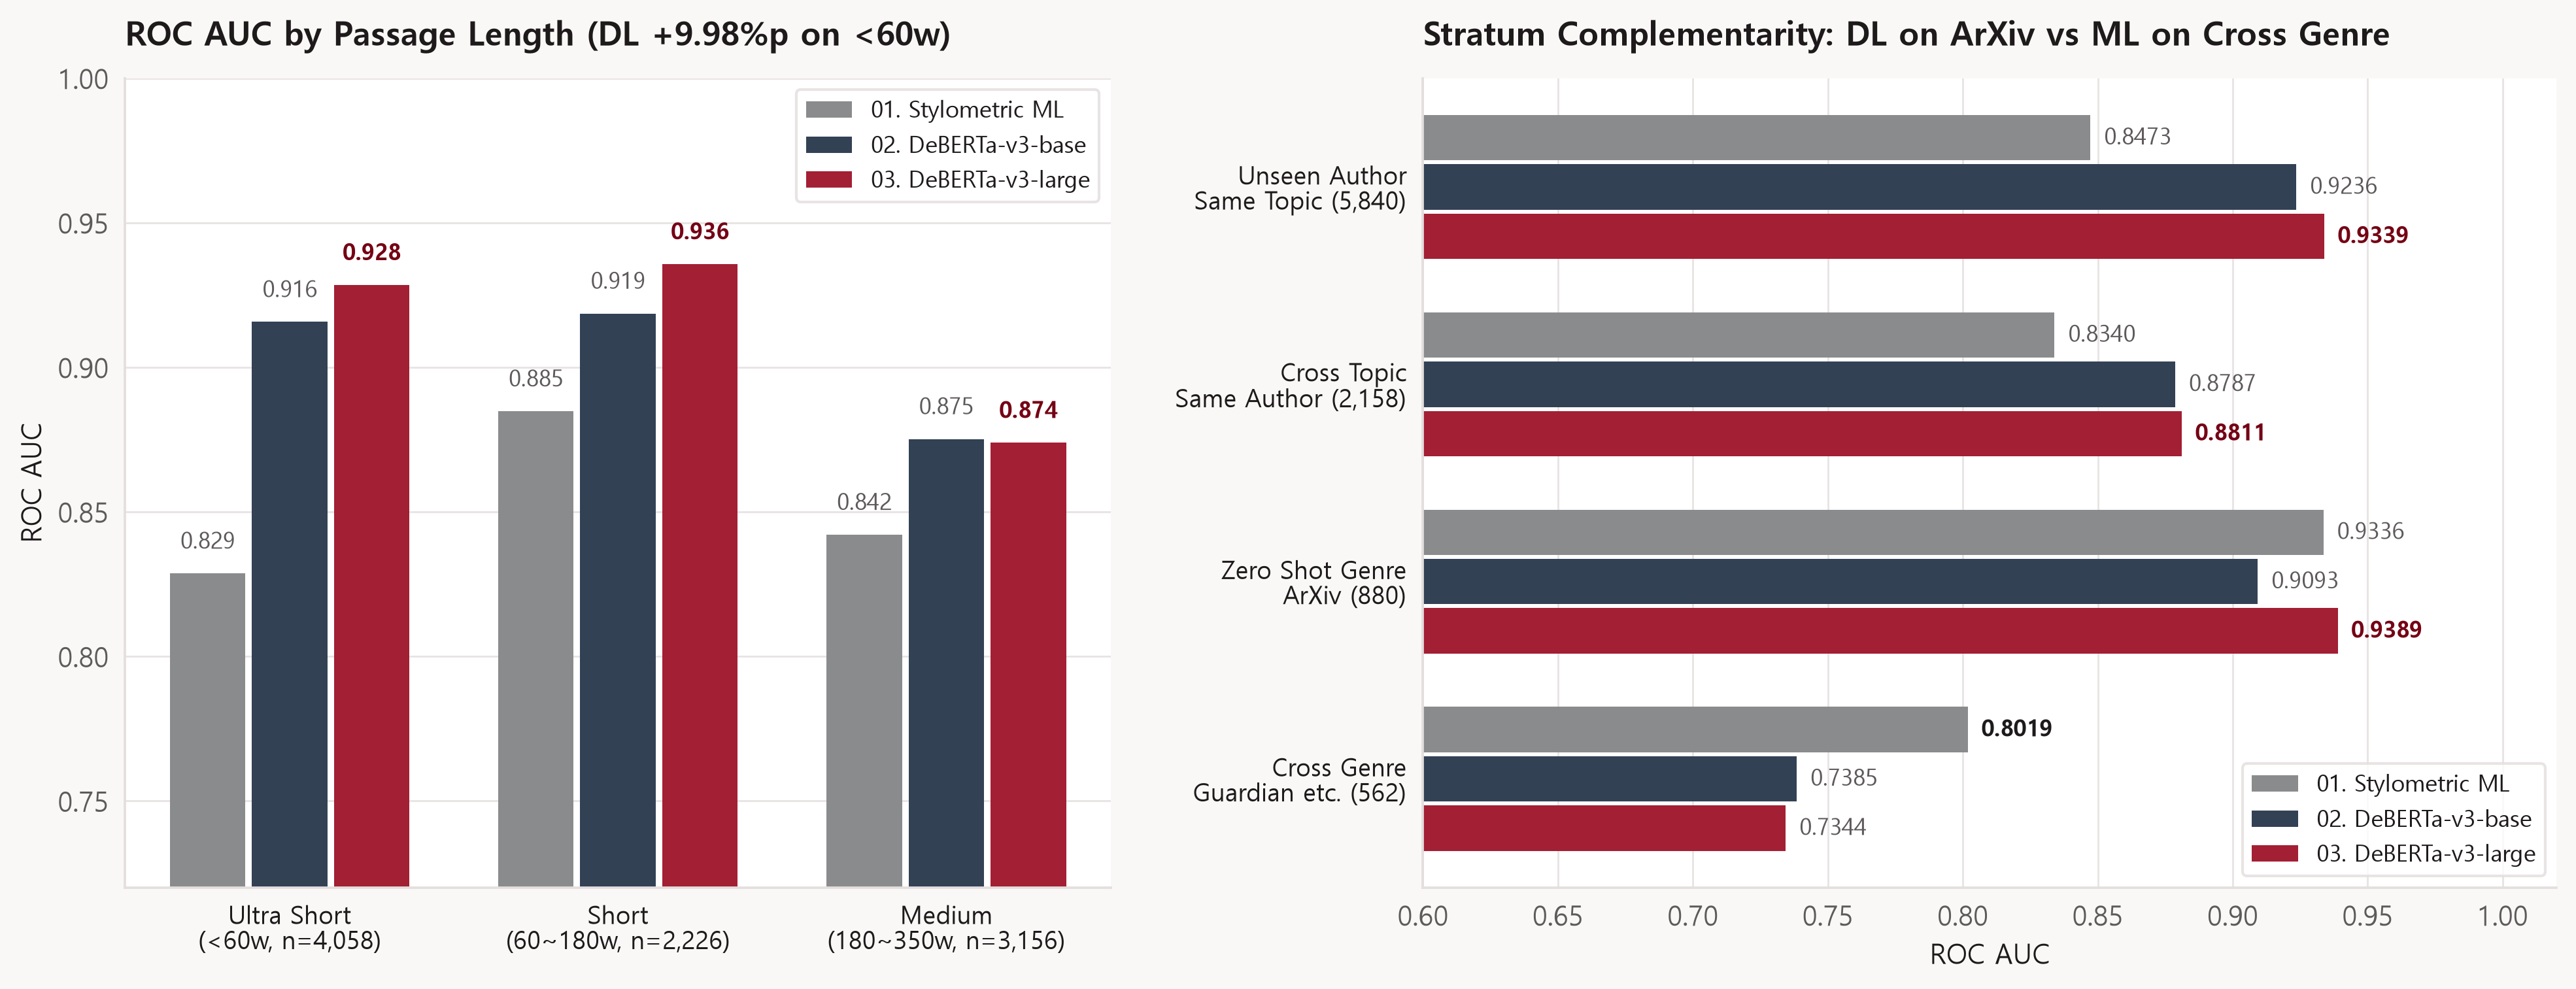 ROC AUC by Passage Length (DL +9.98%p on <60w)
1.00
0.95
0.90
0.85
0.80
0.75
ROC AUC
01. Stylometric ML
02. DeBERTa-v3-base
03. DeBERTa-v3-large
0.829
0.916
0.928
0.885
0.919
0.936
0.842
0.875
0.874
Ultra Short
(<60w, n=4,058)
Short
(60~180w, n=2,226)
Medium
(180~350w, n=3,156)
Stratum Complementarity: DL on ArXiv vs ML on Cross Genre
Unseen Author
Same Topic (5,840)
0.8473
0.9236
0.9339
Cross Topic
Same Author (2,158)
0.8340
0.8787
0.8811
Zero Shot Genre
ArXiv (880)
0.9336
0.9093
0.9389
Cross Genre
Guardian etc. (562)
0.8019
0.7385
0.7344
01. Stylometric ML
02. DeBERTa-v3-base
03. DeBERTa-v3-large
0.60
0.65
0.70
0.75
0.80
0.85
0.90
0.95
1.00
ROC AUC